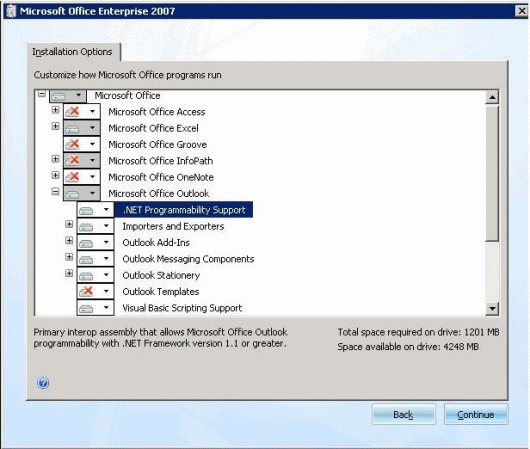 Microsoft Office Enterprise 2007
Installation Options
Customize how Microsoft Office programs run
Microsoft Office
Microsoft Office Access
Microsoft Office Excel
Microsoft Office Groove
Microsoft Office InfoPath
Microsoft Office OneNote
Microsoft Office Outlook
.NET Programmability Support
Importers and Exporters
Outlook Add-Ins
Outlook Messaging Components
Outlook Stationery
Outlook Templates
Visual Basic Scripting Support
Primary interop assembly that allows Microsoft Office Outlook
programmability with .NET Framework version 1.1 or greater.
Total space required on drive: 1201 MB
Space available on drive: 4248 MB
Back
Continue